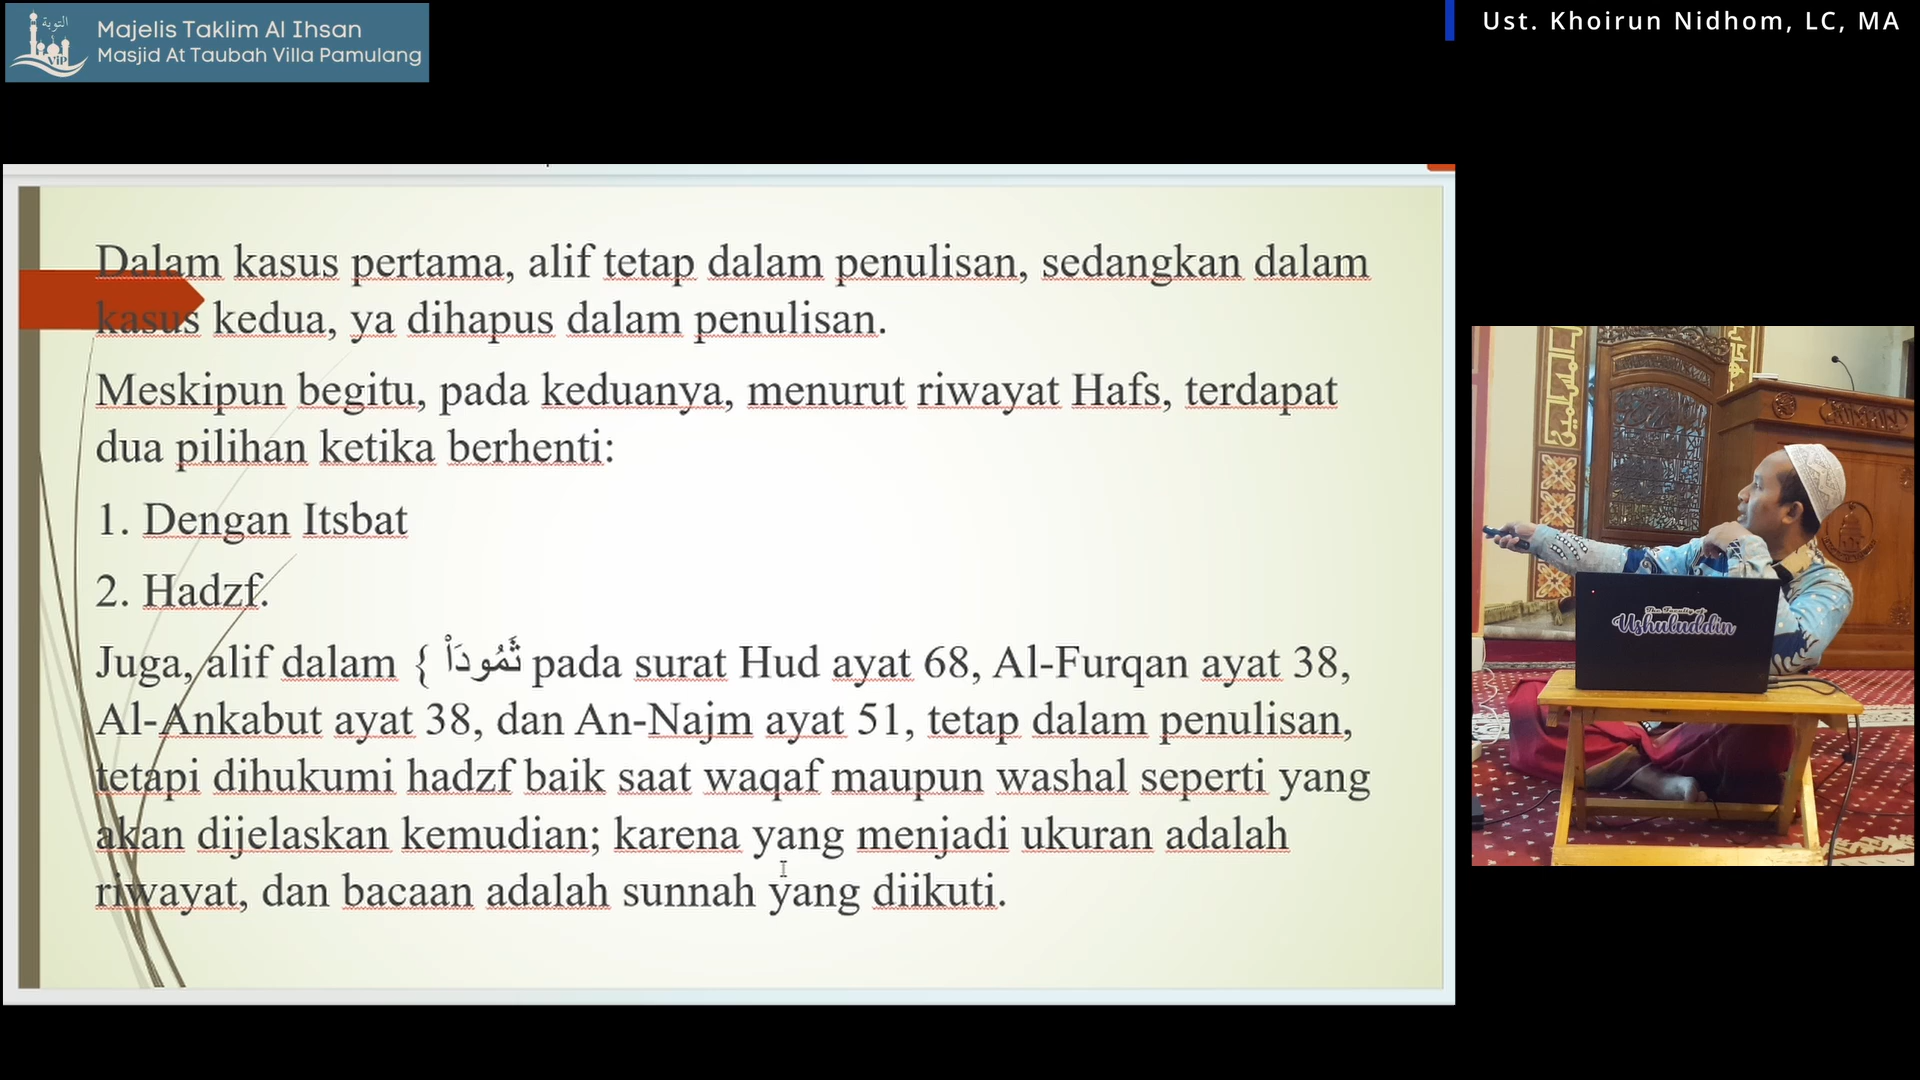 التوبة
ViP
Majelis Taklim Al Ihsan
Masjid At Taubah Villa Pamulang
Ust. Khoirun Nidhom, LC, MA
Dalam kasus pertama, alif tetap dalam penulisan, sedangkan dalam
kasus kedua, ya dihapus dalam penulisan.
Meskipun begitu, pada keduanya, menurut riwayat Hafs, terdapat
dua pilihan ketika berhenti:
1. Dengan Itsbat
2. Hadzf.
Juga, alif dalam { ثَمُودَاْ pada surat Hud ayat 68, Al-Furqan ayat 38,
Al-Ankabut ayat 38, dan An-Najm ayat 51, tetap dalam penulisan,
tetapi dihukumi hadzf baik saat waqaf maupun washal seperti yang
akan dijelaskan kemudian; karena yang menjadi ukuran adalah
riwayat, dan bacaan adalah sunnah yang diikuti.
The Faculty of
Ushuluddin